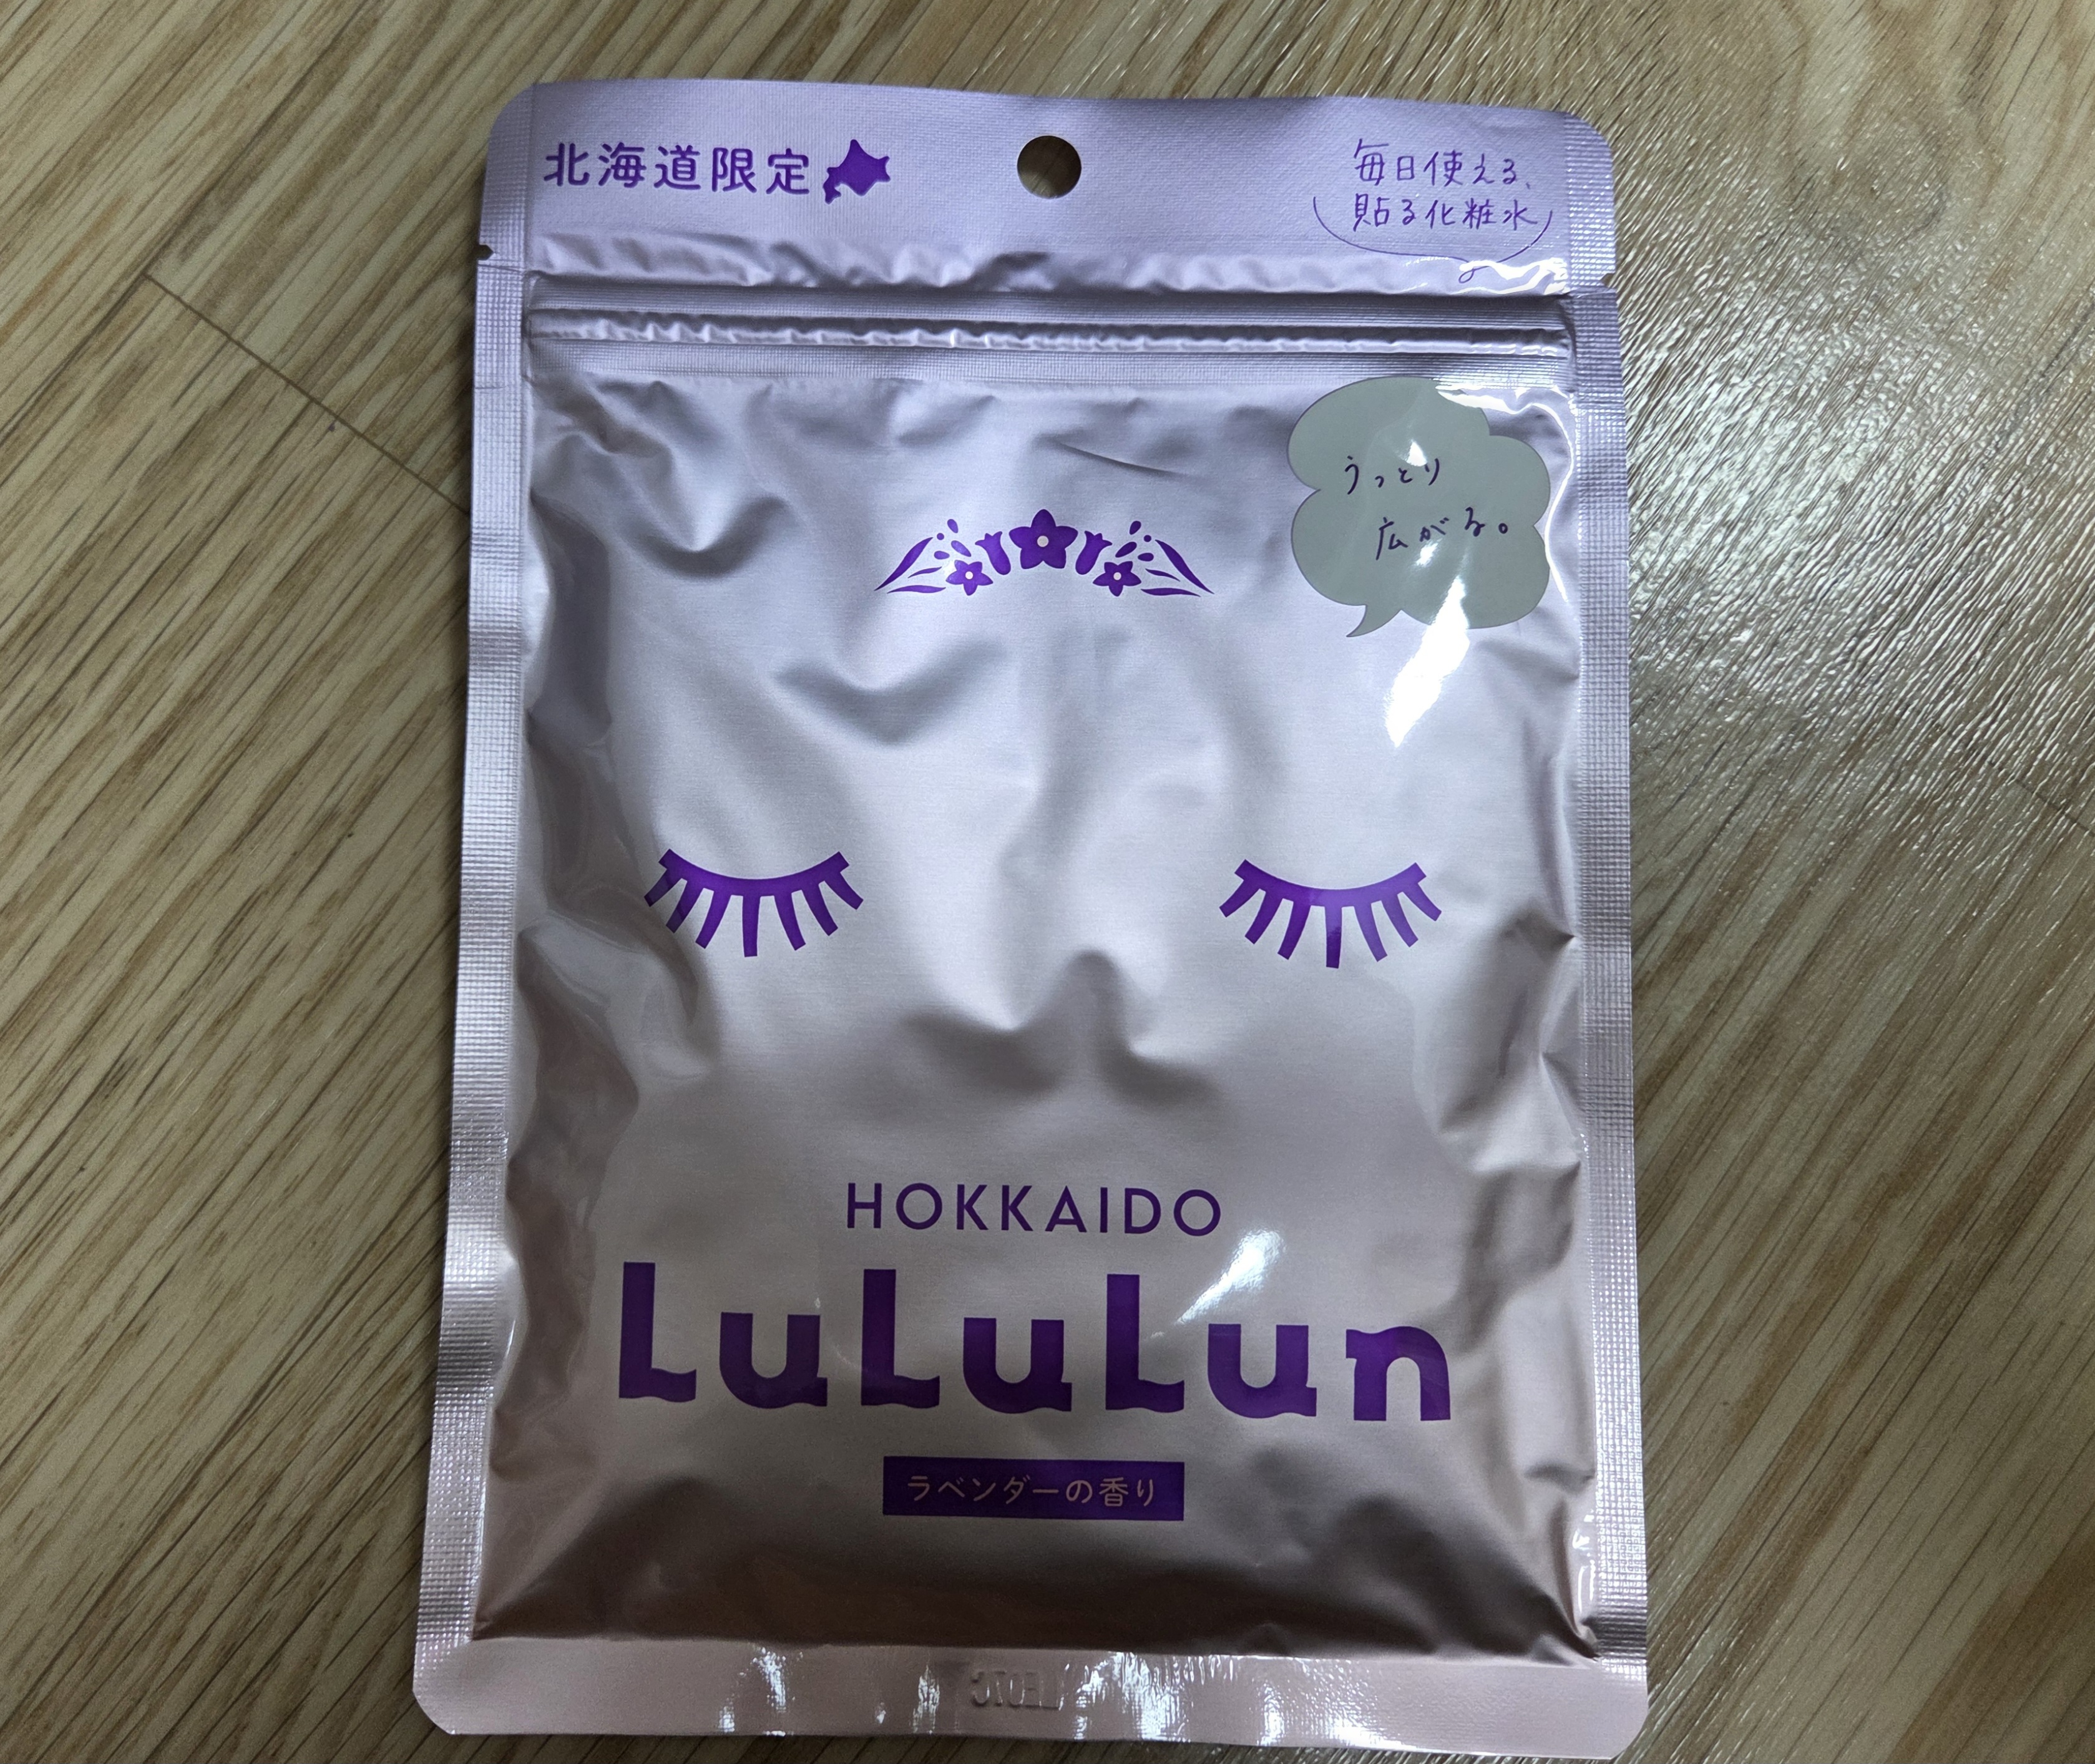 北海道限定
毎日使える、
貼る化粧水
うっとり
広がる。
HOKKAIDO
LuLuLun
ラベンダーの香り